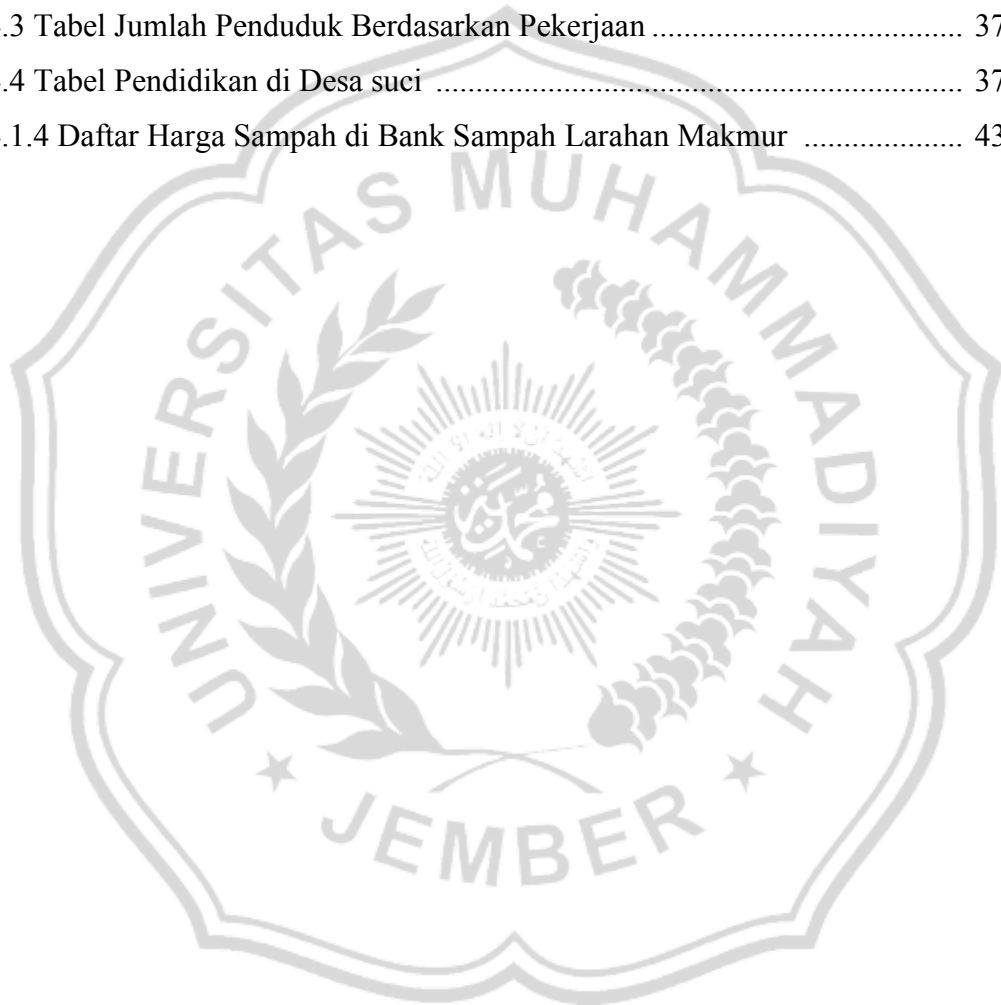 .3 Tabel Jumlah Penduduk Berdasarkan Pekerjaan .................................... 37
.4 Tabel Pendidikan di Desa suci .............................................................. 37
.1.4 Daftar Harga Sampah di Bank Sampah Larahan Makmur ................... 43
UNIVERSITAS MUHAMMADIYAH
JEMBER